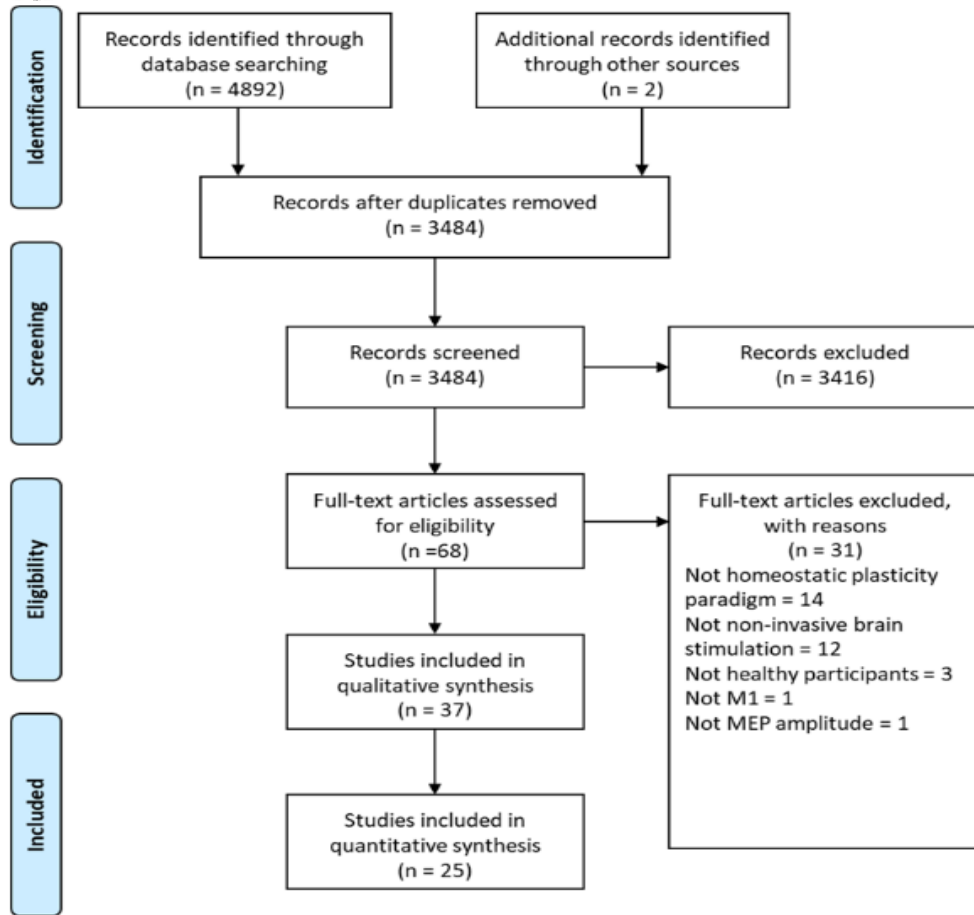 Identification
Records identified through
database searching
(n = 4892)
Additional records identified
through other sources
(n = 2)
Records after duplicates removed
(n = 3484)
Screening
Records screened
(n = 3484)
Records excluded
(n = 3416)
Eligibility
Full-text articles assessed
for eligibility
(n =68)
Full-text articles excluded,
with reasons
(n = 31)
Not homeostatic plasticity
paradigm = 14
Not non-invasive brain
stimulation = 12
Not healthy participants = 3
Not M1 = 1
Not MEP amplitude = 1
Studies included in
qualitative synthesis
(n = 37)
Included
Studies included in
quantitative synthesis
(n = 25)